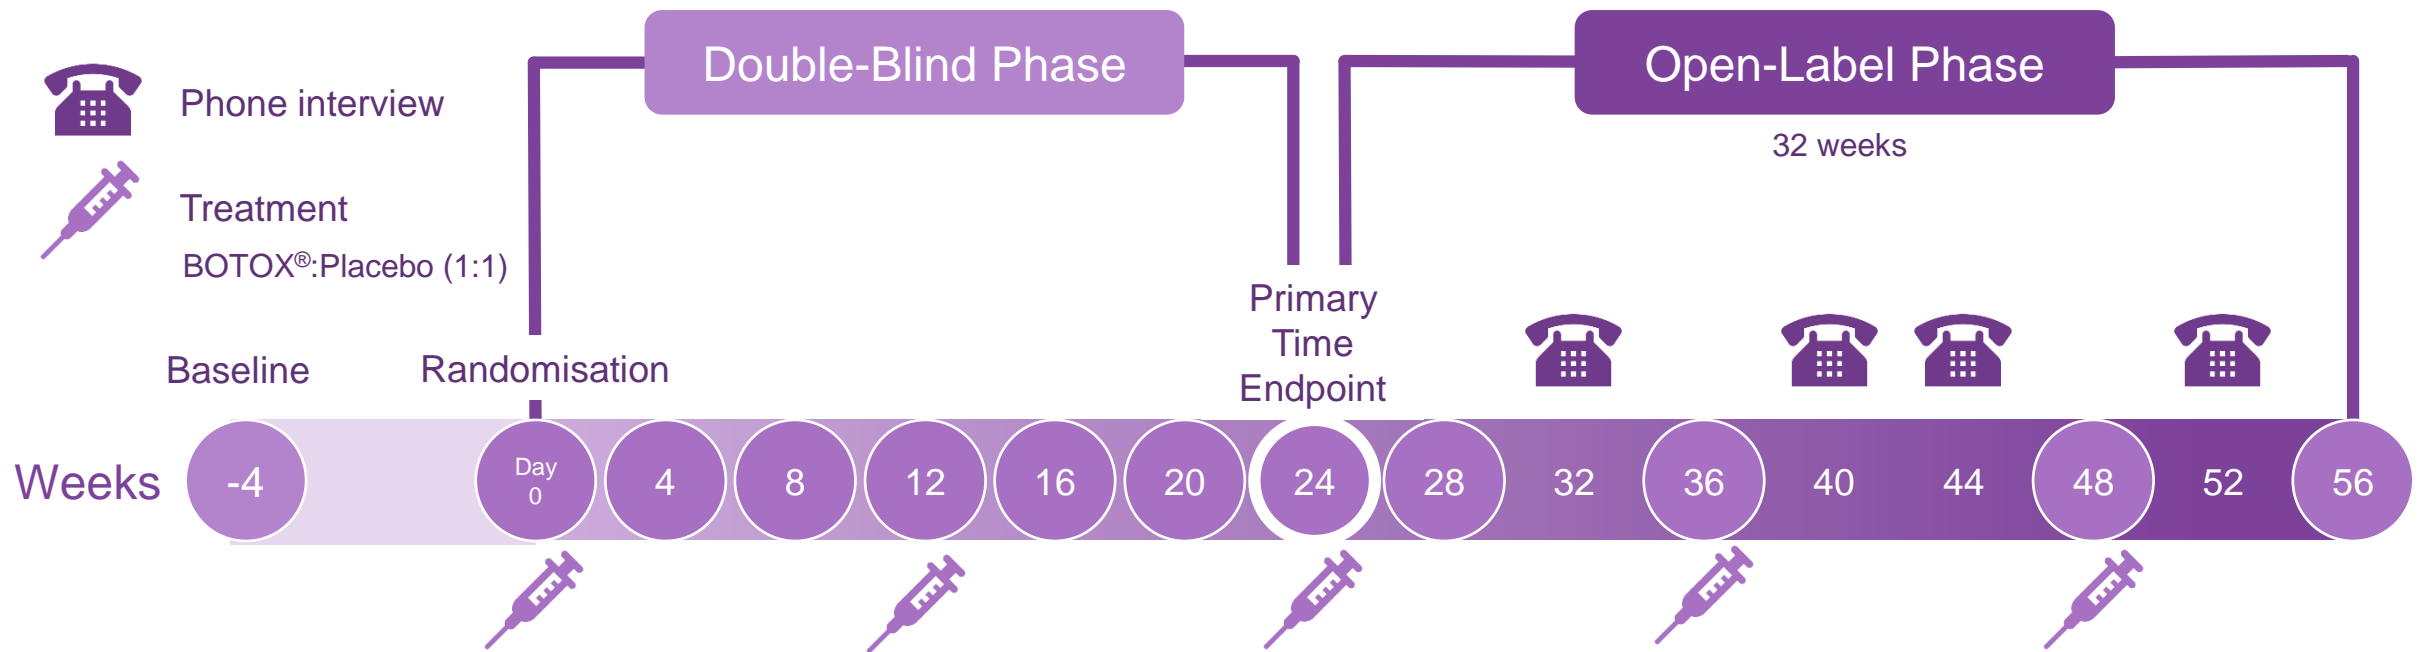 Double-Blind Phase
Open-Label Phase
32 weeks
Phone interview
Treatment
BOTOX®:Placebo (1:1)
Baseline
Randomisation
Primary
Time
Endpoint
Weeks
-4
Day
0
4
8
12
16
20
24
28
32
36
40
44
48
52
56